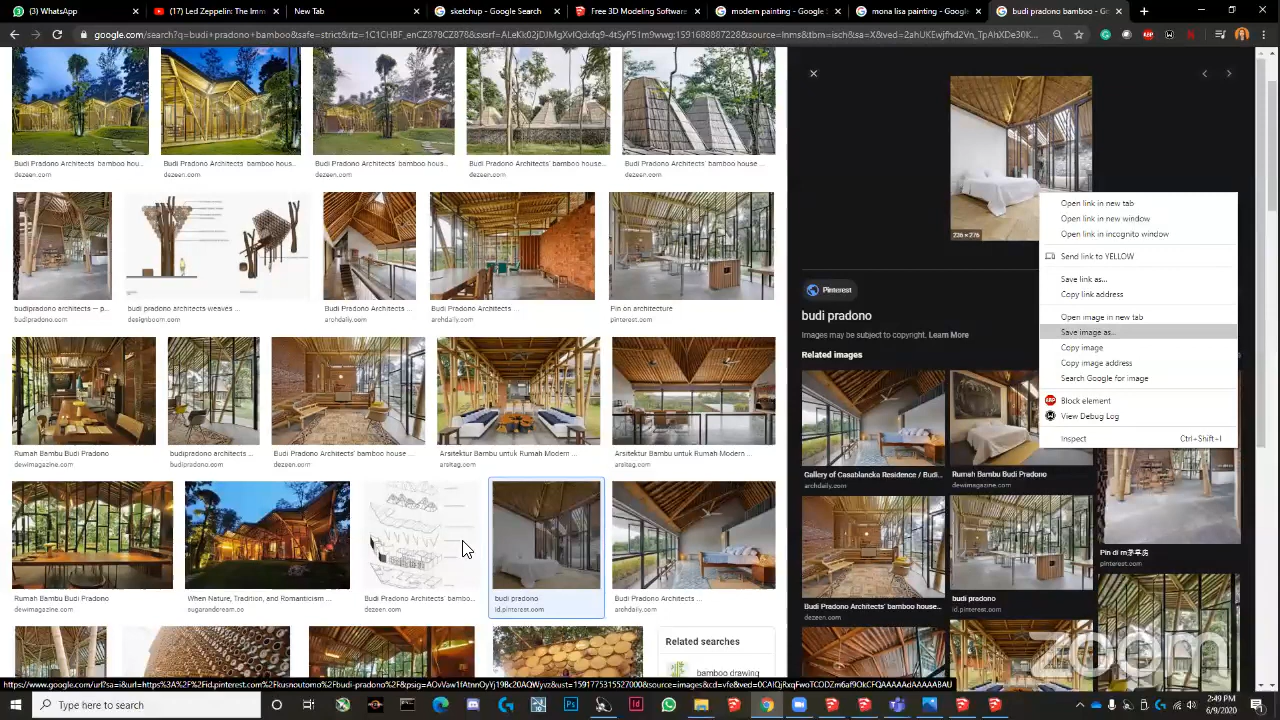 (3) WhatsApp
(17) Led Zeppelin: The Imm
New Tab
sketchup - Google Search
Free 3D Modeling Software
modern painting - Google S
mona lisa painting - Google
Budi pradono bamboo - Go
Budi Pradono Architects' bamboo hou...
dezeen.com
Budi Pradono Architects' bamboo hous...
dezeen.com
Budi Pradono Architects' bamboo hous...
dezeen.com
Budi Pradono Architects' bamboo house...
dezeen.com
Budi Pradono Architects' bamboo house ...
dezeen.com
budipradono architects — p...
budipradono.com
budi pradono architects weaves ...
designboom.com
Budi Pradono Architects ...
archdaily.com
Budi Pradono Architects ...
archdaily.com
Pin on architecture
pinterest.com
Rumah Bambu Budi Pradono
dewimagazine.com
budipradono architects ...
budipradono.com
Budi Pradono Architects' bamboo house ...
dezeen.com
Arsitektur Bambu untuk Rumah Modern ...
arsitag.com
Arsitektur Bambu untuk Rumah Modern ...
arsitag.com
Rumah Bambu Budi Pradono
dewimagazine.com
When Nature, Tradition, and Romanticism ...
sugaranddream.co
Budi Pradono Architects' bambo...
dezeen.com
budi pradono
id.pinterest.com
Budi Pradono Architects ...
archdaily.com
Related searches
bamboo drawing
236 × 276
Pinterest
budi pradono
Images may be subject to copyright. Learn More
Related images
Open link in new tab
Open link in new window
Open link in incognito window
Send link to YELLOW
Save link as...
Copy link address
Open image in new tab
Save image as...
Copy image
Copy image address
Search Google for image
Block element
View Debug Log
Inspect Ctrl+Shift+I
Gallery of Casablancka Residence / Budi...
archdaily.com
Rumah Bambu Budi Pradono
dewimagazine.com
Pinterest.com
Budi Pradono Architects' bamboo house...
dezeen.com
budi pradono
id.pinterest.com
zoom
Type here to search
2:49 PM
6/9/2020